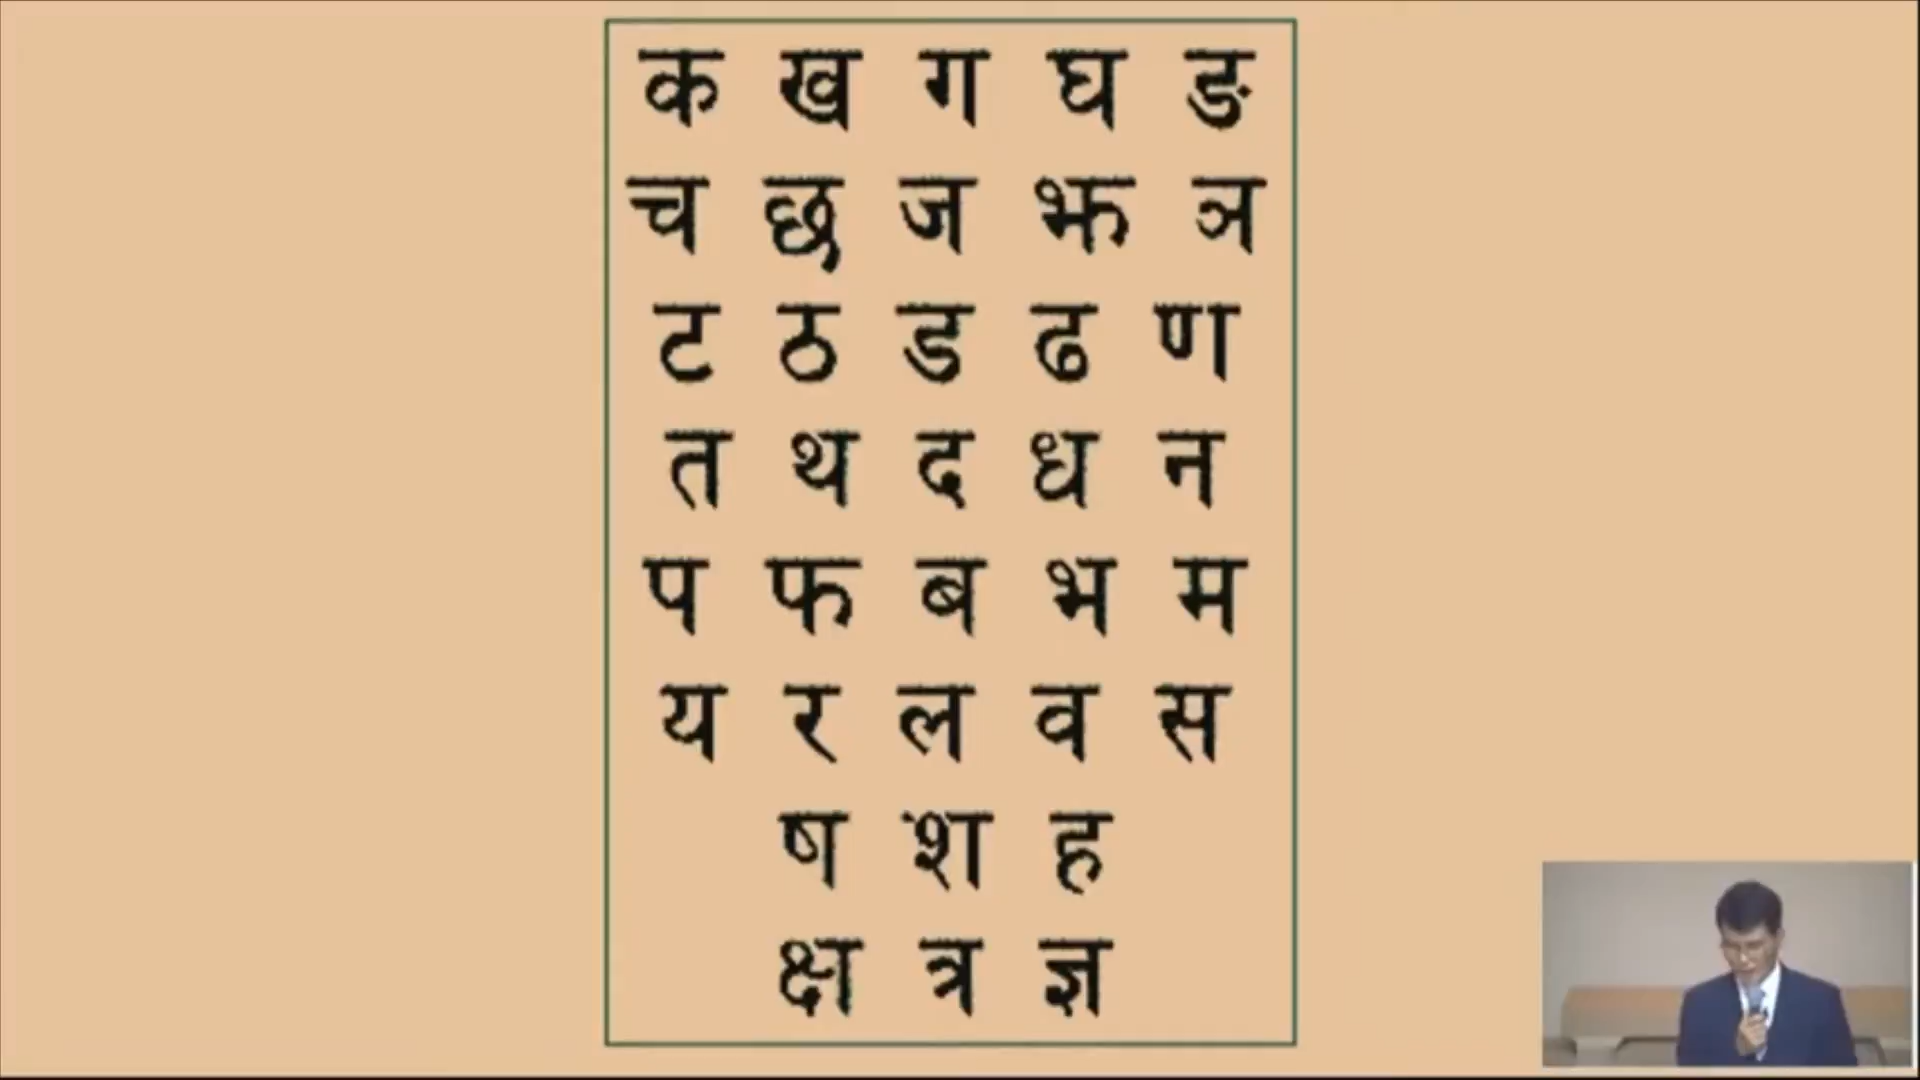 क ख ग घ ङ
च छ ज झ ञ
ट ठ ड ढ ण
त थ द ध न
प फ ब भ म
य र ल व स
ष श ह
क्ष त्र ज्ञ